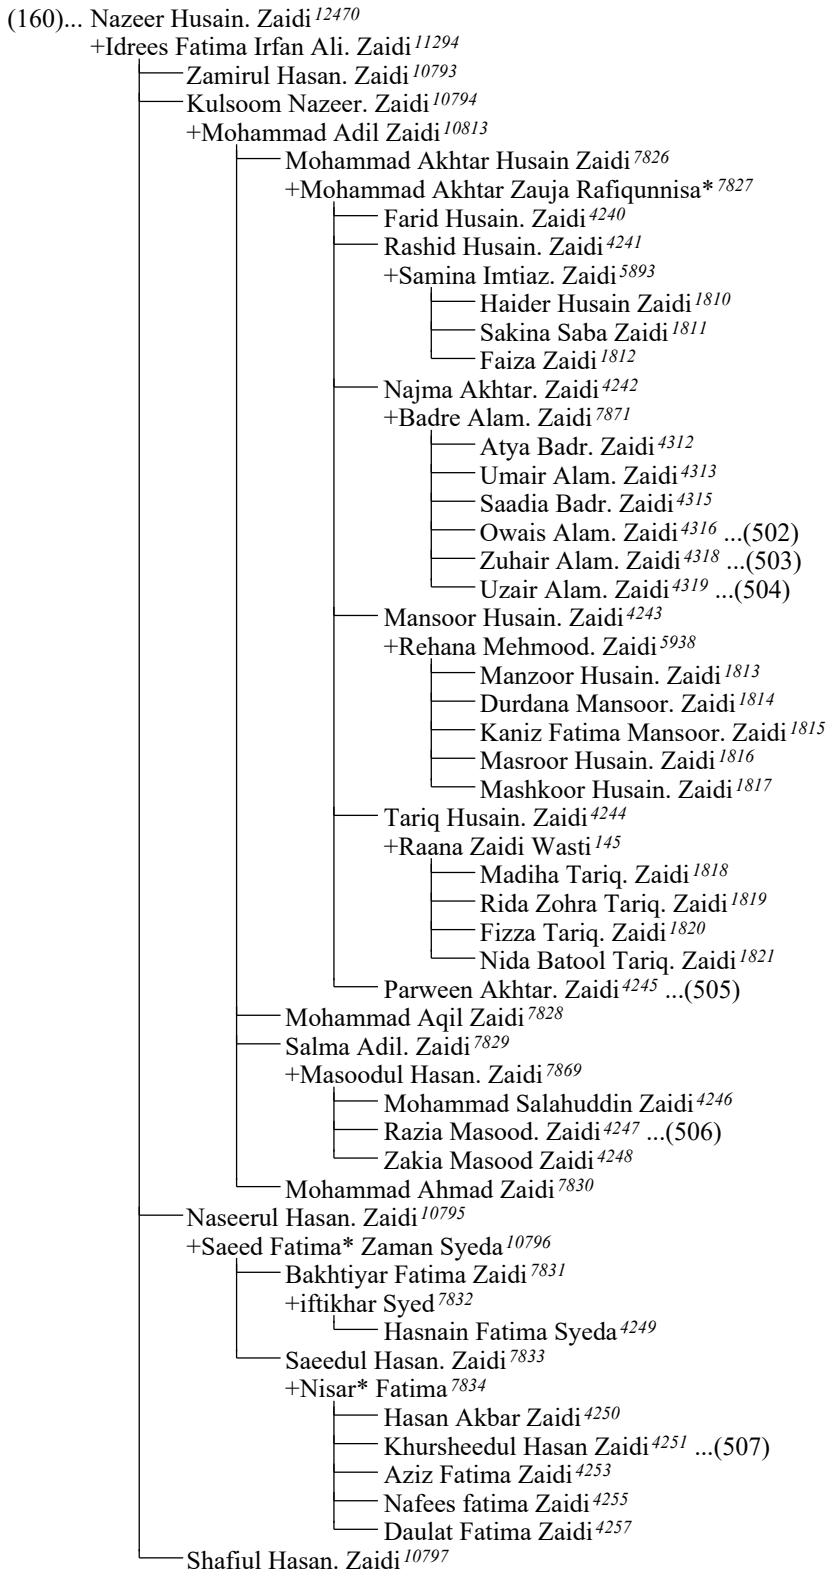 (160)... Nazeer Husain. Zaidi 12470
+Idrees Fatima Irfan Ali. Zaidi 11294
Zamirul Hasan. Zaidi 10793
Kulsoom Nazeer. Zaidi 10794
+Mohammad Adil Zaidi 10813
Mohammad Akhtar Husain Zaidi 7826
+Mohammad Akhtar Zauja Rafiqunnisa* 7827
Farid Husain. Zaidi 4240
Rashid Husain. Zaidi 4241
+Samina Imtiaz. Zaidi 5893
Haider Husain Zaidi 1810
Sakina Saba Zaidi 1811
Faiza Zaidi 1812
Najma Akhtar. Zaidi 4242
+Badre Alam. Zaidi 7871
Atya Badr. Zaidi 4312
Umair Alam. Zaidi 4313
Saadia Badr. Zaidi 4315
Owais Alam. Zaidi 4316 ...(502)
Zuhair Alam. Zaidi 4318 ...(503)
Uzair Alam. Zaidi 4319 ...(504)
Mansoor Husain. Zaidi 4243
+Rehana Mehmood. Zaidi 5938
Manzoor Husain. Zaidi 1813
Durdana Mansoor. Zaidi 1814
Kaniz Fatima Mansoor. Zaidi 1815
Masroor Husain. Zaidi 1816
Mashkoor Husain. Zaidi 1817
Tariq Husain. Zaidi 4244
+Raana Zaidi Wasti 145
Madiha Tariq. Zaidi 1818
Rida Zohra Tariq. Zaidi 1819
Fizza Tariq. Zaidi 1820
Nida Batool Tariq. Zaidi 1821
Parween Akhtar. Zaidi 4245 ...(505)
Mohammad Aqil Zaidi 7828
Salma Adil. Zaidi 7829
+Masoodul Hasan. Zaidi 7869
Mohammad Salahuddin Zaidi 4246
Razia Masood. Zaidi 4247 ...(506)
Zakia Masood Zaidi 4248
Mohammad Ahmad Zaidi 7830
Naseerul Hasan. Zaidi 10795
+Saeed Fatima* Zaman Syeda 10796
Bakhtiyar Fatima Zaidi 7831
+iftikhar Syed 7832
Hasnain Fatima Syeda 4249
Saeedul Hasan. Zaidi 7833
+Nisar* Fatima 7834
Hasan Akbar Zaidi 4250
Khursheedul Hasan Zaidi 4251 ...(507)
Aziz Fatima Zaidi 4253
Nafees fatima Zaidi 4255
Daulat Fatima Zaidi 4257
Shafiul Hasan. Zaidi 10797